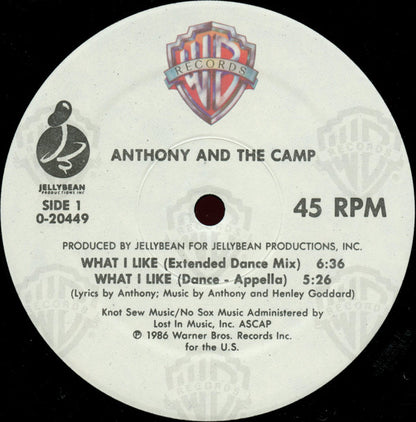 WB
RECORDS
ANTHONY AND THE CAMP
JELLYBEAN
PRODUCTIONS INC
SIDE 1
0-20449
45 RPM
PRODUCED BY JELLYBEAN FOR JELLYBEAN PRODUCTIONS, INC.
WHAT I LIKE (Extended Dance Mix) 6:36
WHAT I LIKE (Dance - Appella) 5:26
(Lyrics by Anthony; Music by Anthony and Henley Goddard)
Knot Sew Music/No Sox Music Administered by
Lost In Music, Inc. ASCAP
℗ 1986 Warner Bros. Records Inc.
for the U.S.